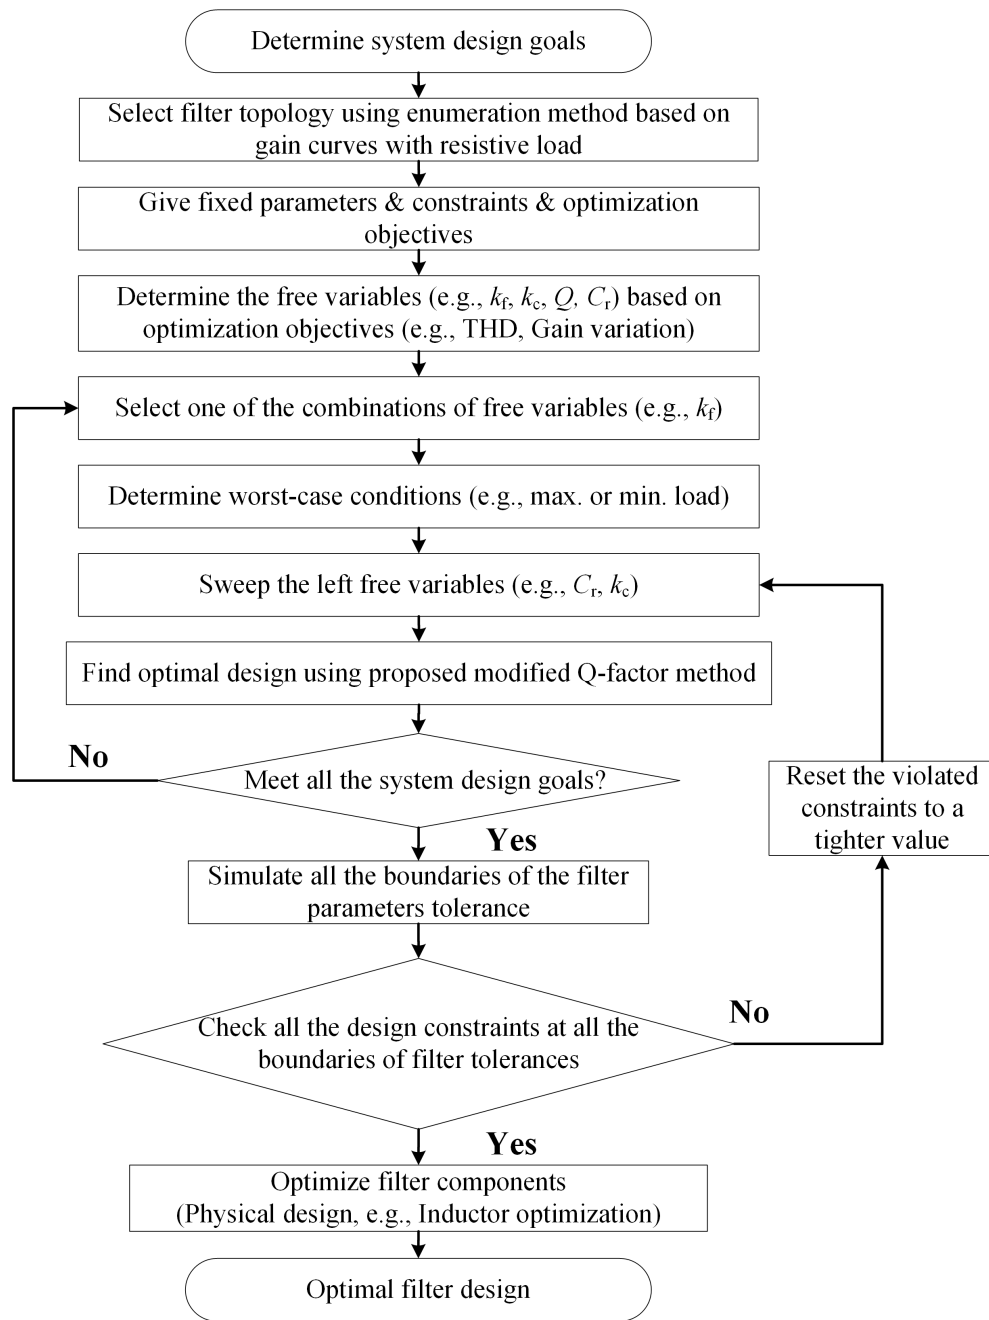 Determine system design goals
Select filter topology using enumeration method based on
gain curves with resistive load
Give fixed parameters & constraints & optimization
objectives
Determine the free variables (e.g., kf, kc, Q, Cr) based on
optimization objectives (e.g., THD, Gain variation)
Select one of the combinations of free variables (e.g., kf)
Determine worst-case conditions (e.g., max. or min. load)
Sweep the left free variables (e.g., Cr, kc)
Find optimal design using proposed modified Q-factor method
No
Meet all the system design goals?
Reset the violated
constraints to a
tighter value
Yes
Simulate all the boundaries of the filter
parameters tolerance
Check all the design constraints at all the
boundaries of filter tolerances
No
Yes
Optimize filter components
(Physical design, e.g., Inductor optimization)
Optimal filter design